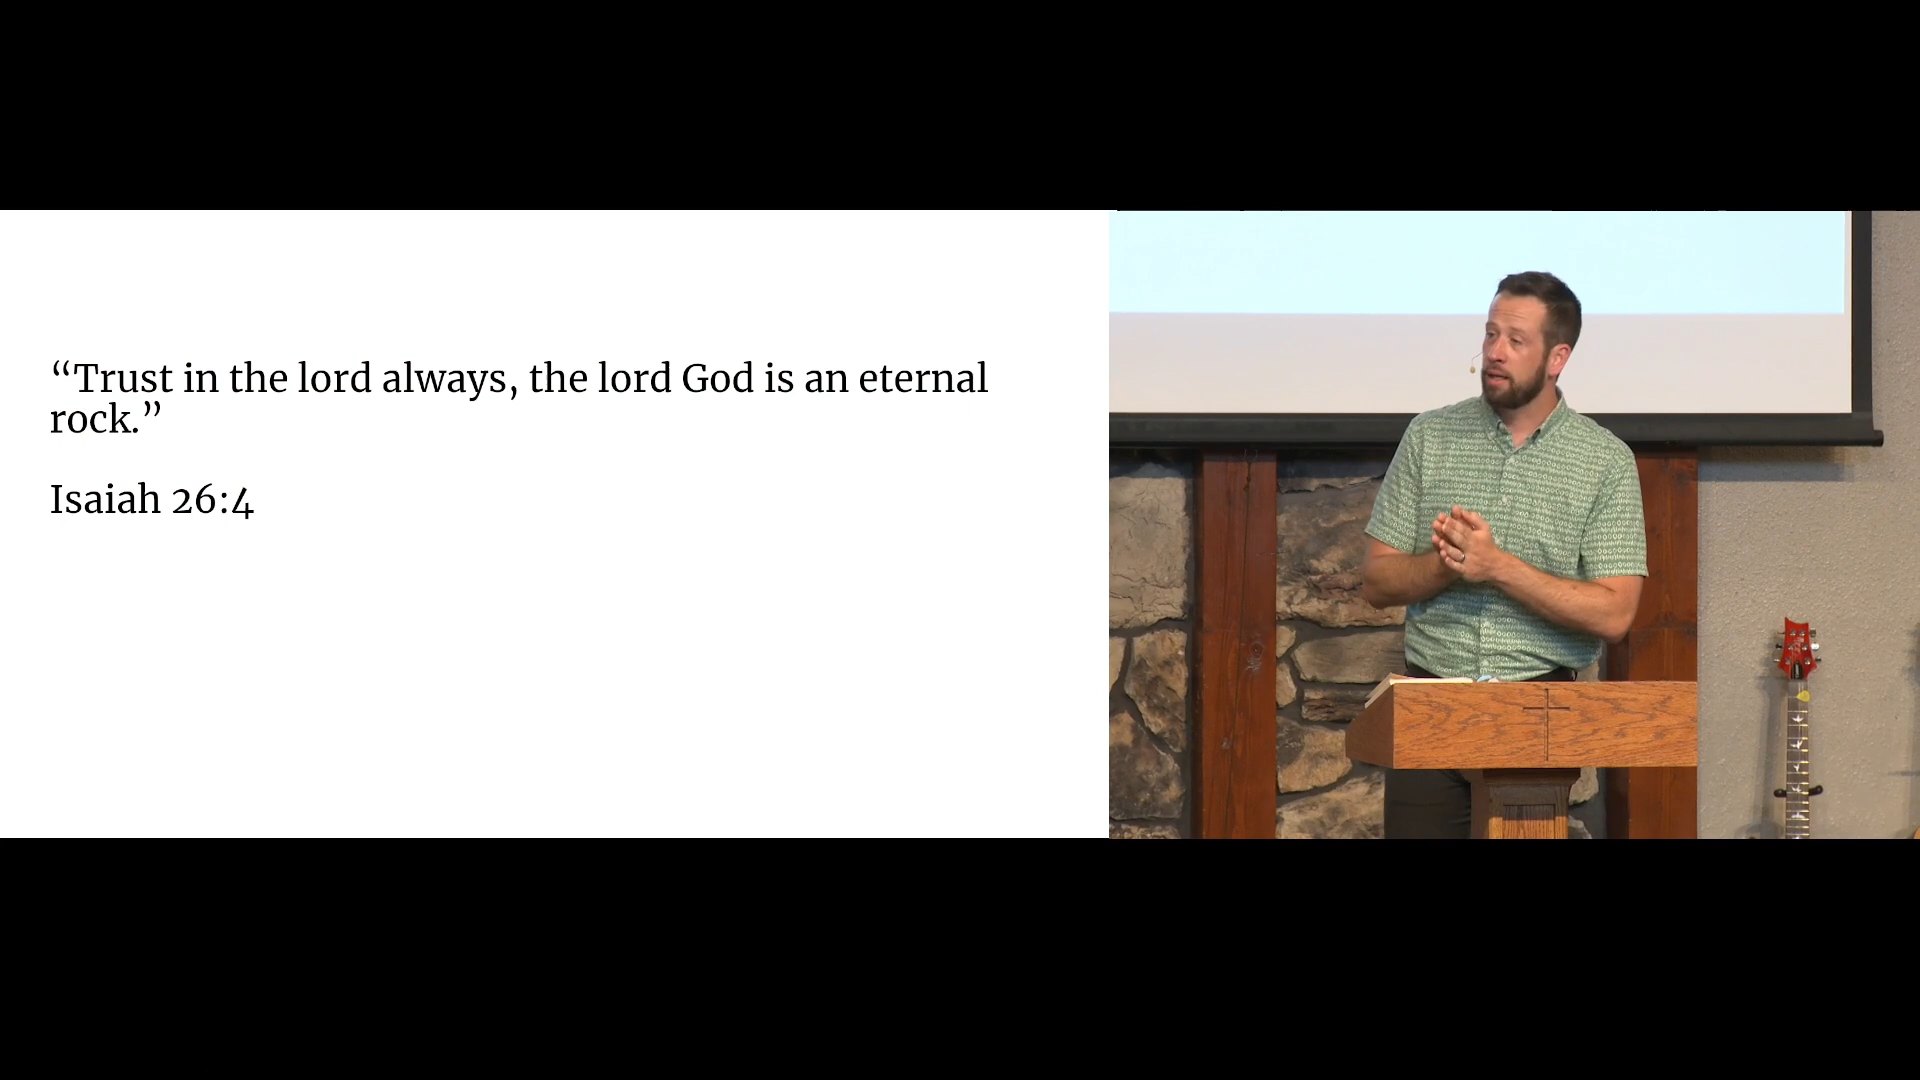 “Trust in the lord always, the lord God is an eternal
rock.”
Isaiah 26:4